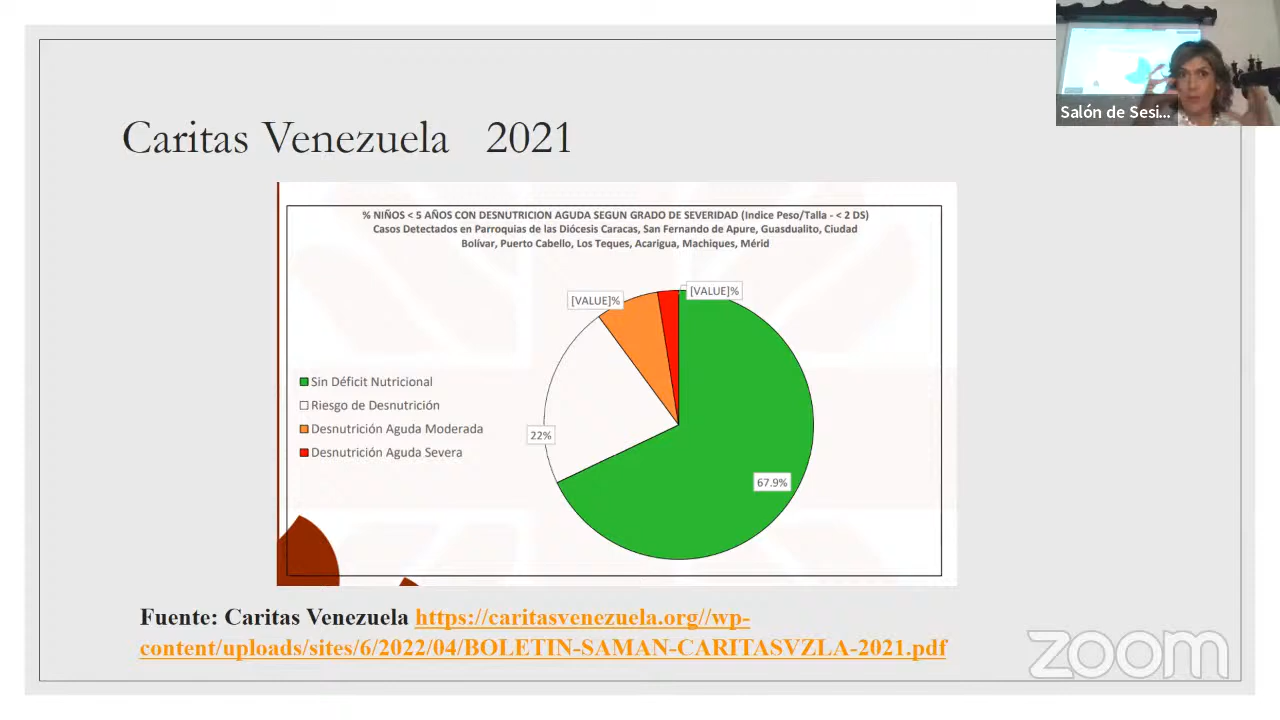 Salón de Sesi...
Caritas Venezuela 2021
% NIÑOS < 5 AÑOS CON DESNUTRICION AGUDA SEGUN GRADO DE SEVERIDAD (Indice Peso/Talla - < 2 DS)
Casos Detectados en Parroquias de las Diócesis Caracas, San Fernando de Apure, Guasdualito, Ciudad
Bolívar, Puerto Cabello, Los Teques, Acarigua, Machiques, Mérid
[VALUE]%
[VALUE]%
Sin Déficit Nutricional
Riesgo de Desnutrición
Desnutrición Aguda Moderada
Desnutrición Aguda Severa
22%
67.9%
Fuente: Caritas Venezuela https://caritasvenezuela.org//wp-
content/uploads/sites/6/2022/04/BOLETIN-SAMAN-CARITASVZLA-2021.pdf
zoom